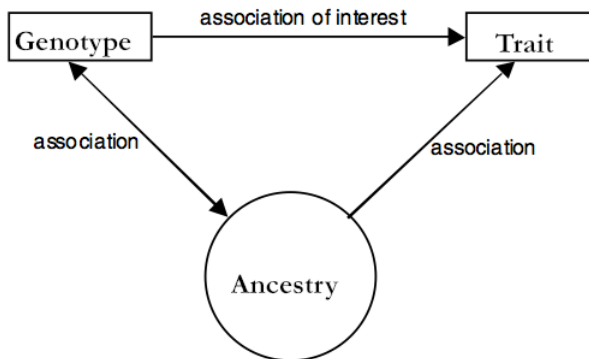 association of interest
Genotype
Trait
association
association
Ancestry